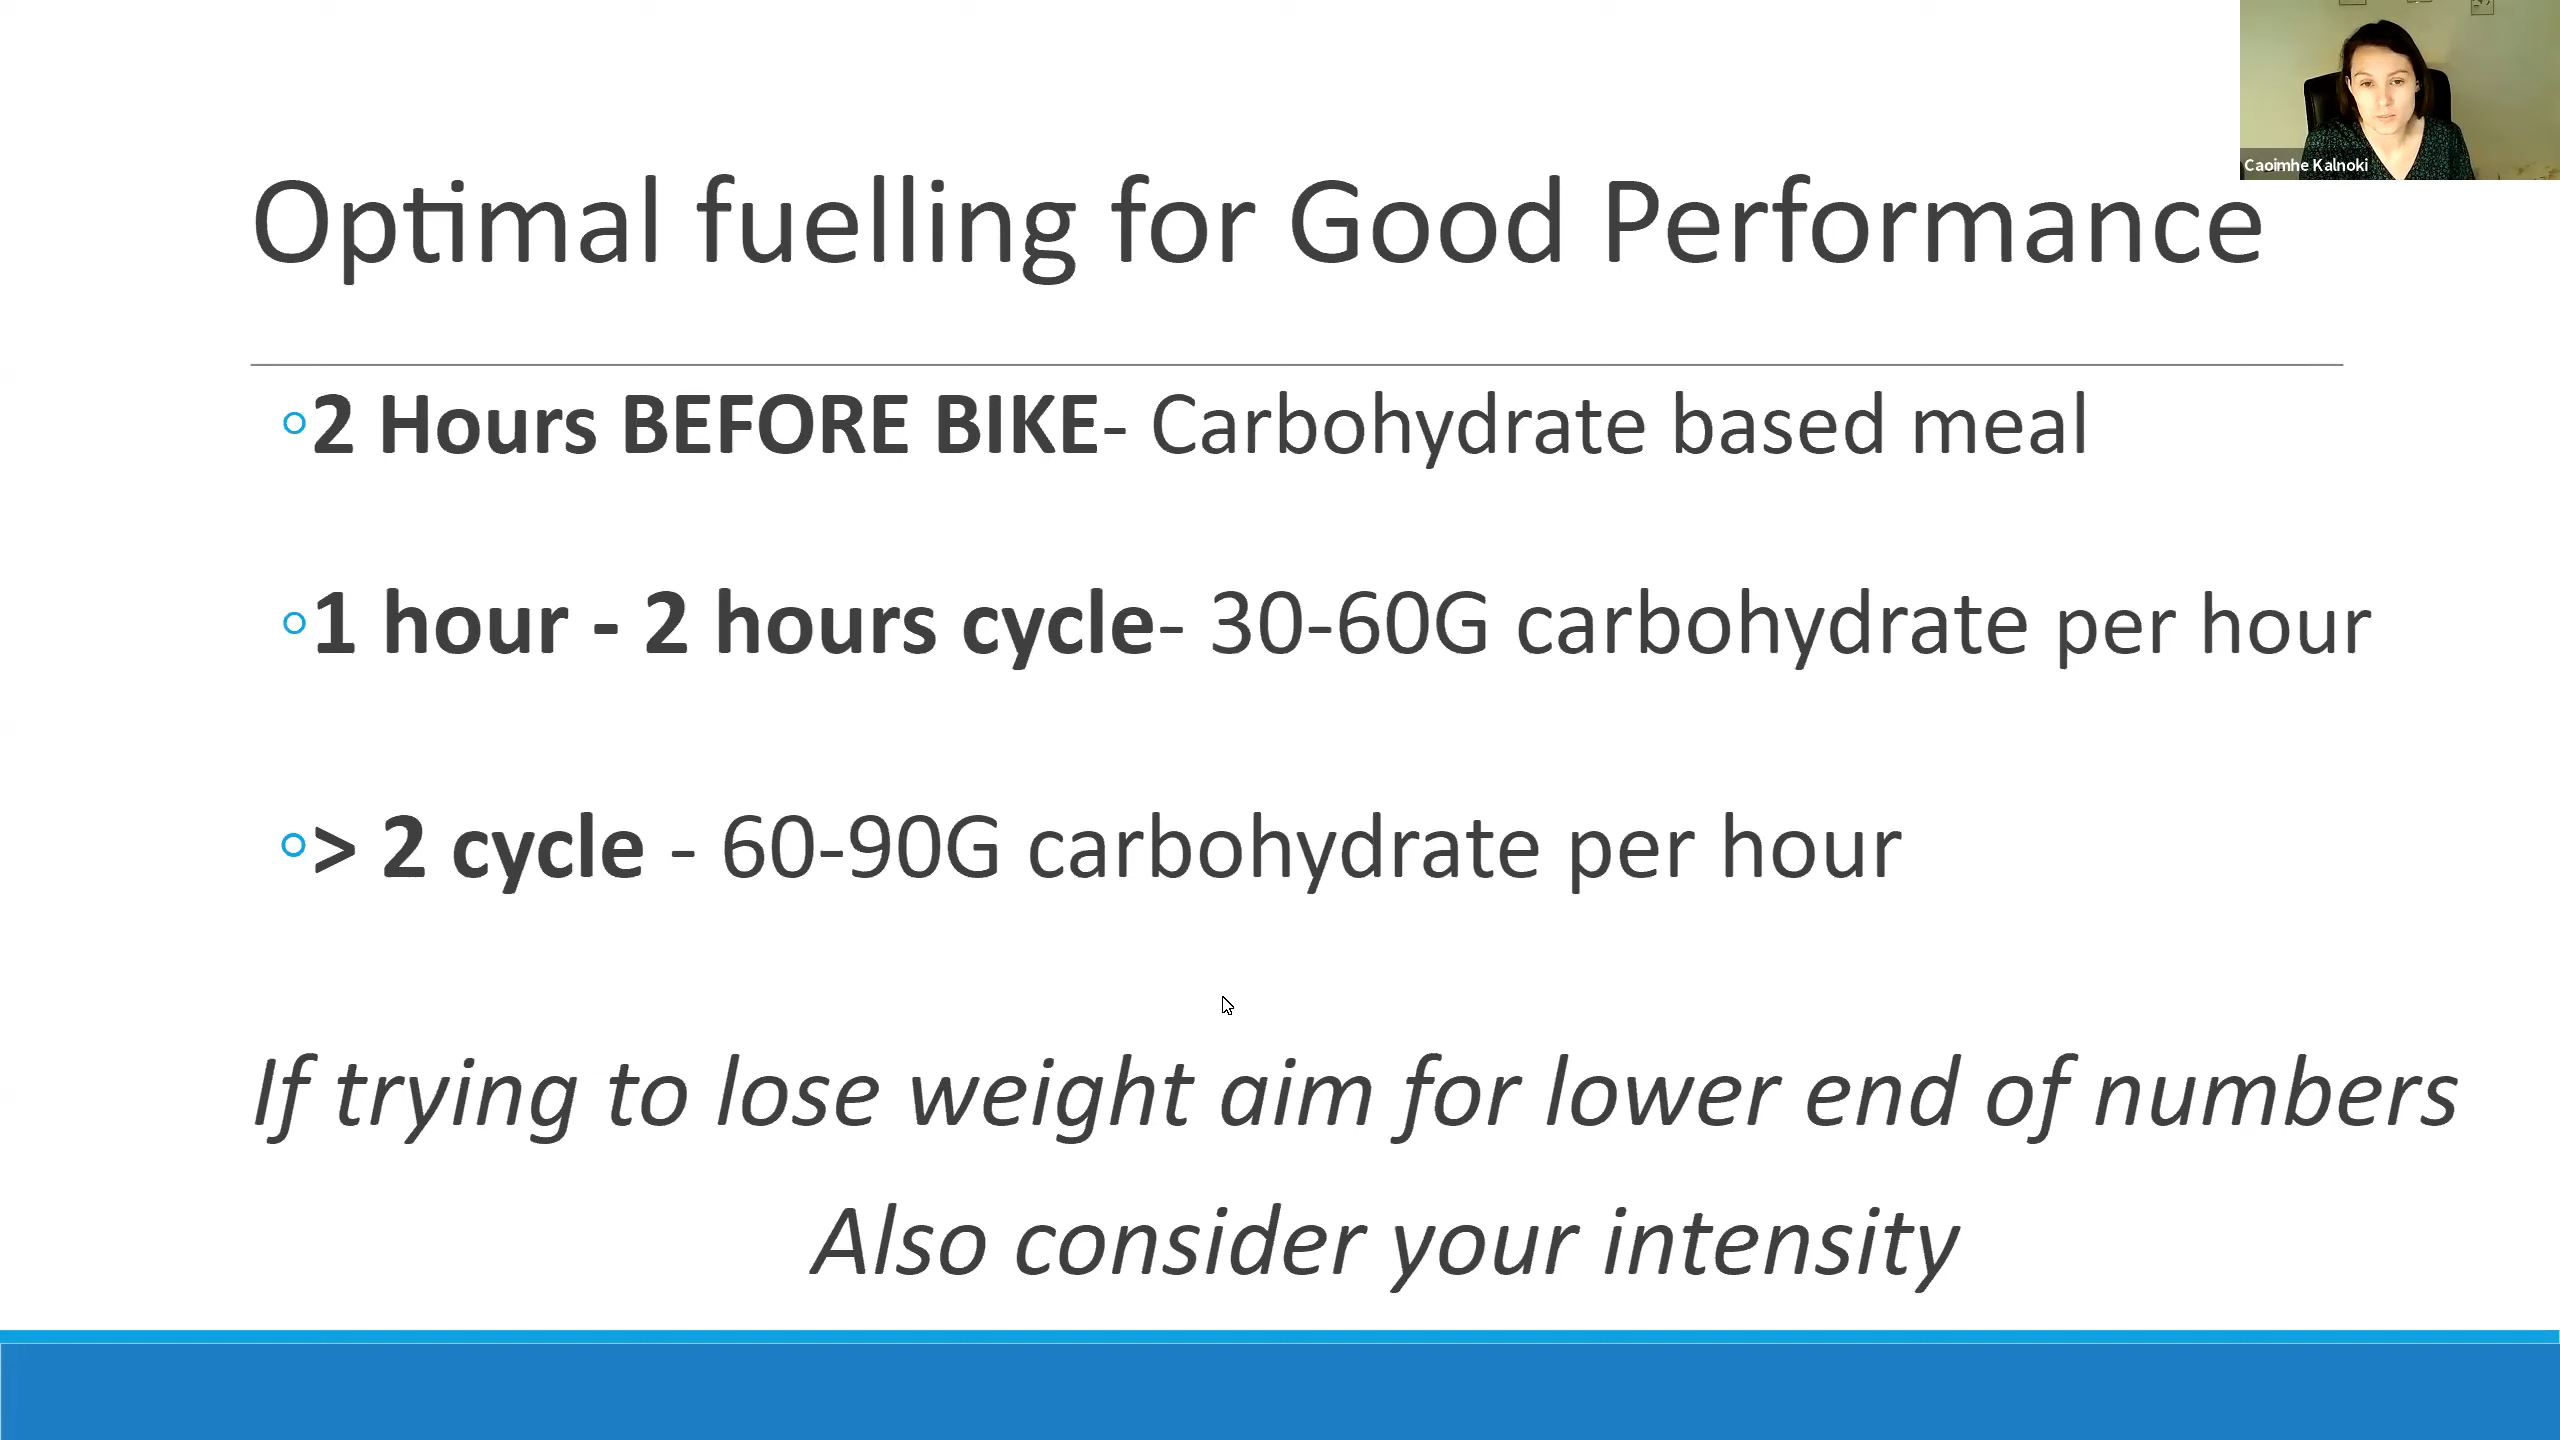 Caoimhe Kalnoki
Optimal fuelling for Good Performance
◦2 Hours BEFORE BIKE- Carbohydrate based meal
◦1 hour - 2 hours cycle- 30-60G carbohydrate per hour
◦> 2 cycle - 60-90G carbohydrate per hour
If trying to lose weight aim for lower end of numbers
Also consider your intensity